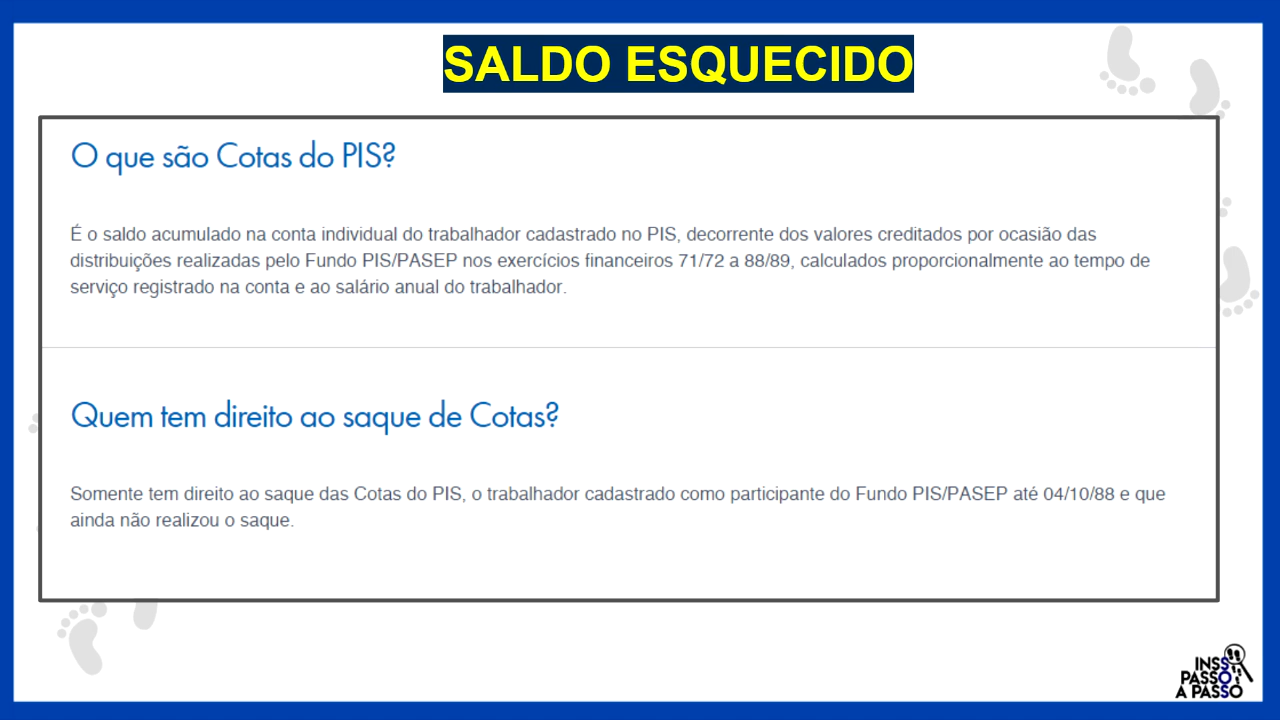 SALDO ESQUECIDO
O que são Cotas do PIS?
É o saldo acumulado na conta individual do trabalhador cadastrado no PIS, decorrente dos valores creditados por ocasião das
distribuições realizadas pelo Fundo PIS/PASEP nos exercícios financeiros 71/72 a 88/89, calculados proporcionalmente ao tempo de
serviço registrado na conta e ao salário anual do trabalhador.
Quem tem direito ao saque de Cotas?
Somente tem direito ao saque das Cotas do PIS, o trabalhador cadastrado como participante do Fundo PIS/PASEP até 04/10/88 e que
ainda não realizou o saque.
INSS
PASSO
A PASSO